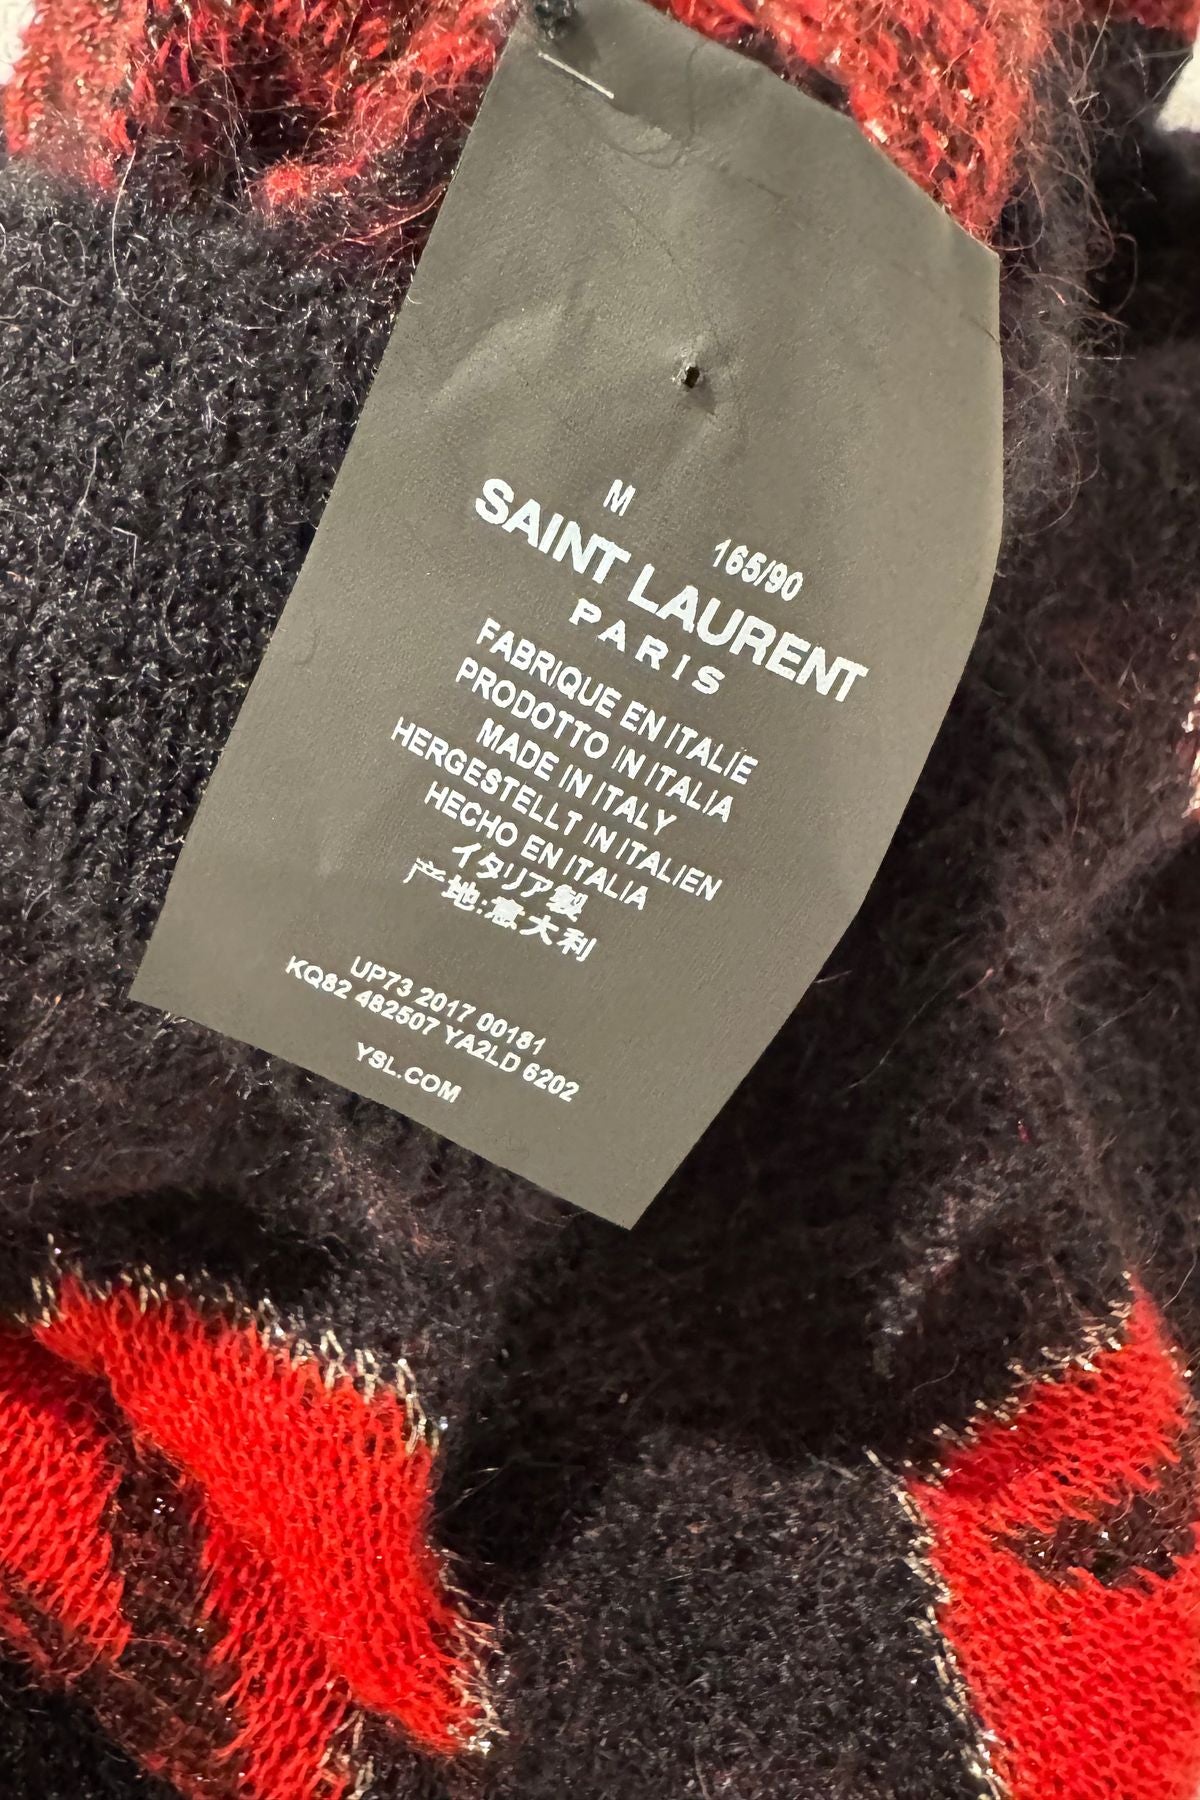 M 165/90
SAINT LAURENT
PARIS
FABRIQUE EN ITALIE
PRODOTTO IN ITALIA
MADE IN ITALY
HERGESTELLT IN ITALIEN
HECHO EN ITALIA
イタリア製
产地:意大利
UP73 2017 00181
KQ82 482507 YA2LD 6202
YSL.COM